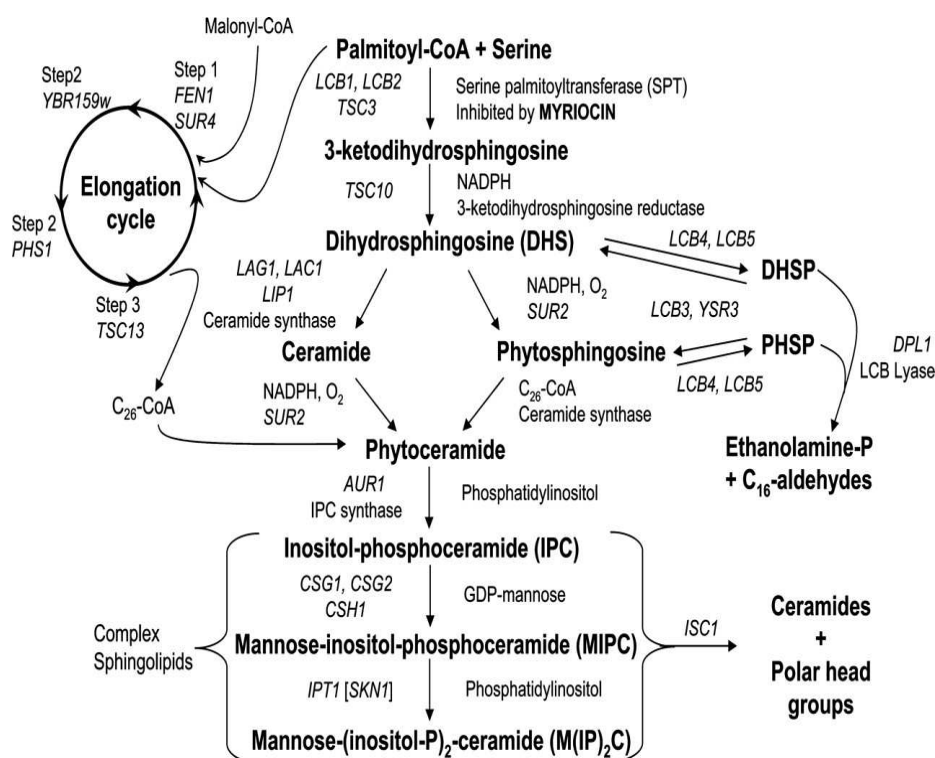 Malonyl-CoA
Palmitoyl-CoA + Serine
Step2
YBR159w
Step 1
FEN1
SUR4
LCB1, LCB2
TSC3
Serine palmitoyltransferase (SPT)
Inhibited by MYRIOCIN
3-ketodihydrosphingosine
Elongation
cycle
TSC10
NADPH
3-ketodihydrosphingosine reductase
Step 2
PHS1
Dihydrosphingosine (DHS)
LCB4, LCB5
DHSP
LAG1, LAC1
LIP1
Ceramide synthase
NADPH, O₂
SUR2
LCB3, YSR3
Step 3
TSC13
Ceramide
Phytosphingosine
PHSP
DPL1
LCB Lyase
LCB4, LCB5
C₂₆-CoA
NADPH, O₂
SUR2
C₂₆-CoA
Ceramide synthase
Phytoceramide
Ethanolamine-P
+ C₁₆-aldehydes
AUR1
IPC synthase
Phosphatidylinositol
Inositol-phosphoceramide (IPC)
CSG1, CSG2
CSH1
GDP-mannose
Complex
Sphingolipids
Mannose-inositol-phosphoceramide (MIPC)
ISC1
Ceramides
+
Polar head
groups
IPT1 [SKN1]
Phosphatidylinositol
Mannose-(inositol-P)₂-ceramide (M(IP)₂C)